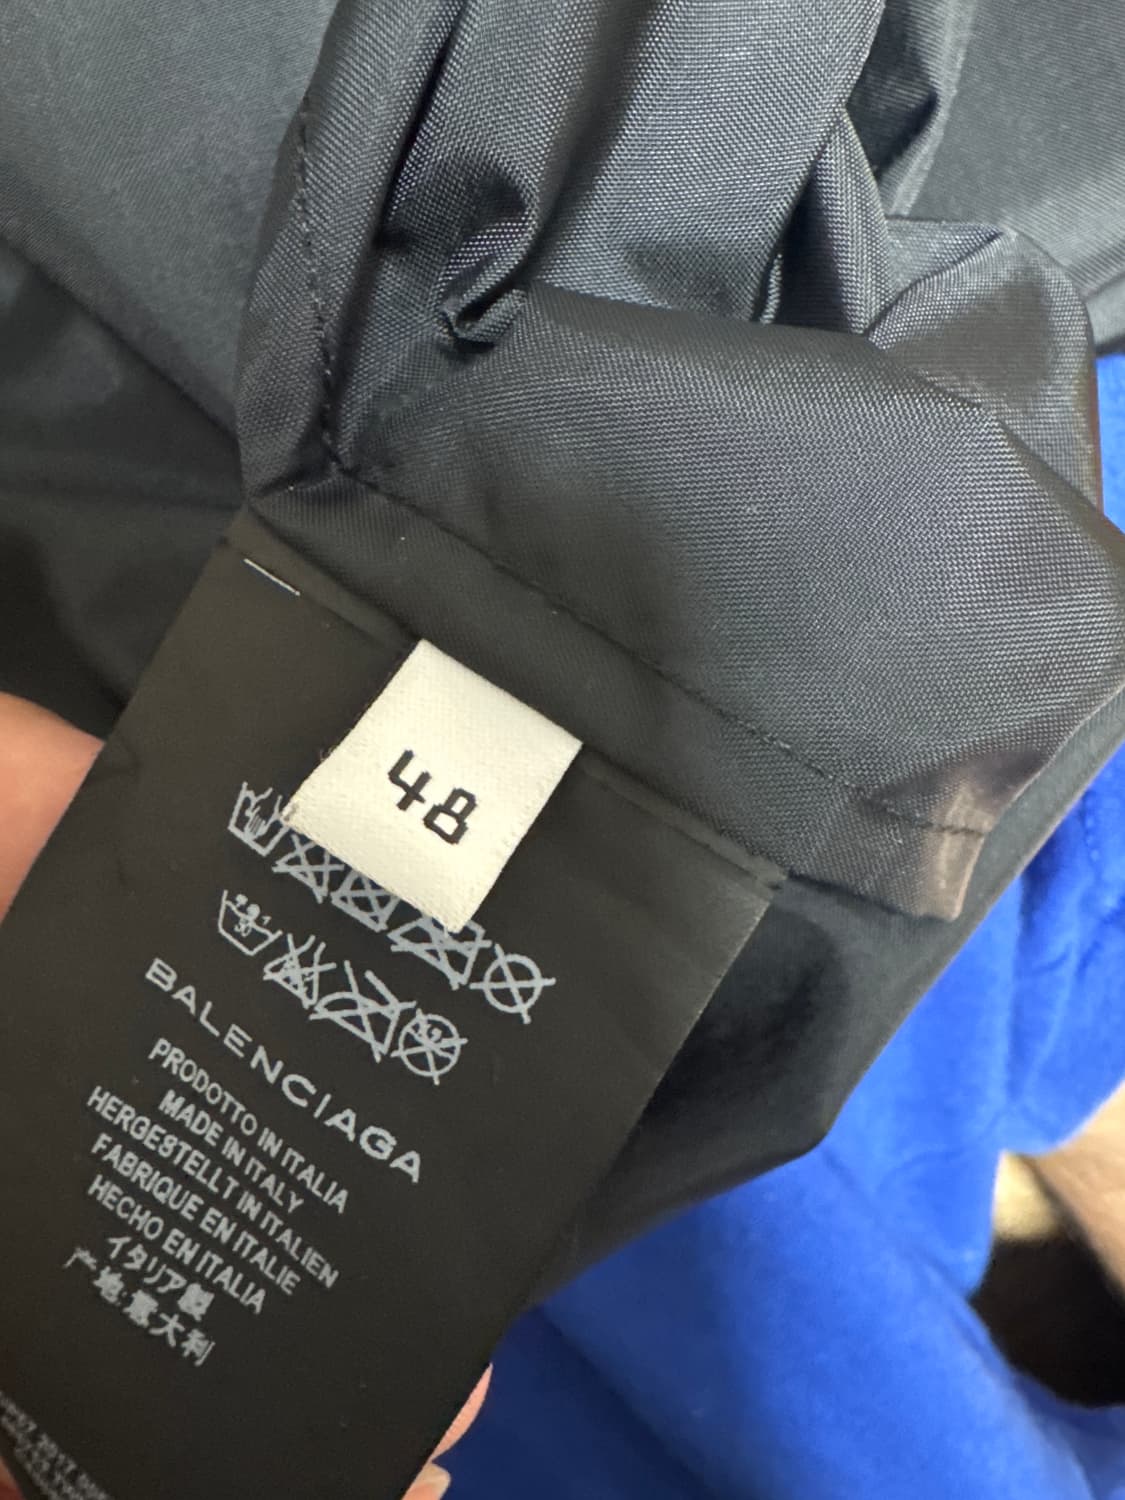 48
BALENCIAGA
PRODOTTO IN ITALIA
MADE IN ITALY
HERGESTELLT IN ITALIEN
FABRIQUE EN ITALIE
HECHO EN ITALIA
イタリア製
产地:意大利